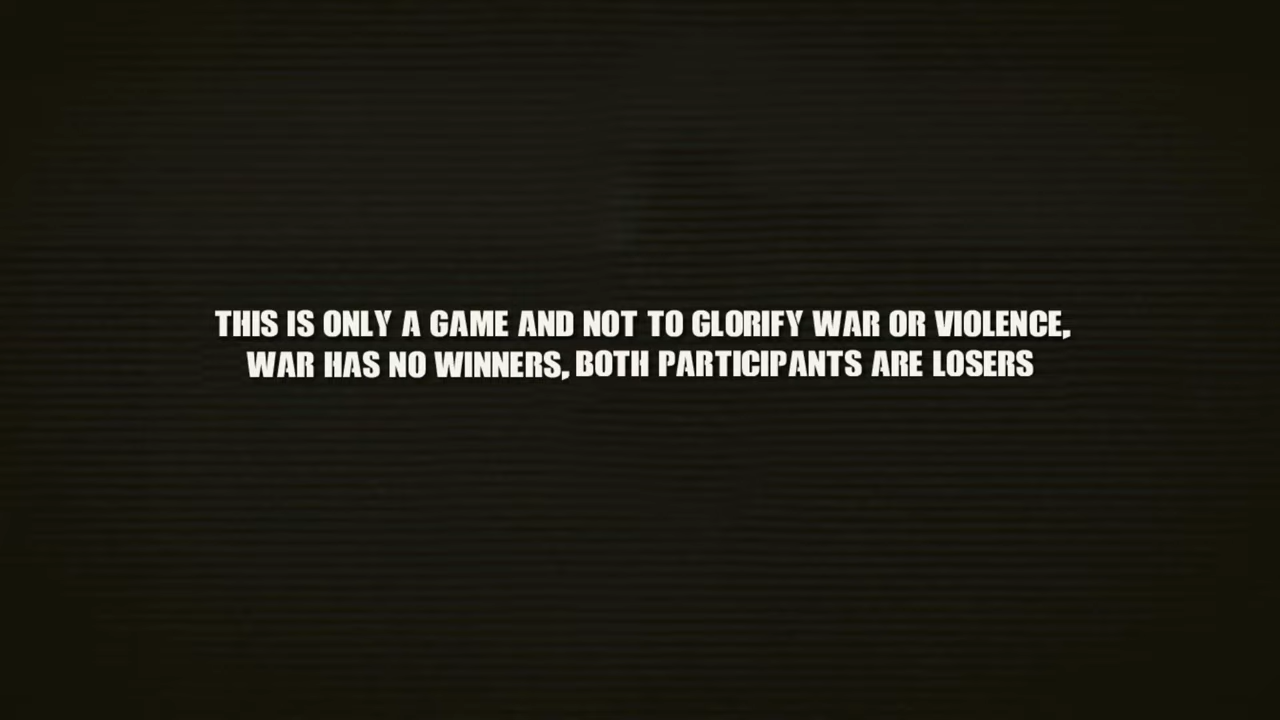 THIS IS ONLY A GAME AND NOT TO GLORIFY WAR OR VIOLENCE,
WAR HAS NO WINNERS, BOTH PARTICIPANTS ARE LOSERS